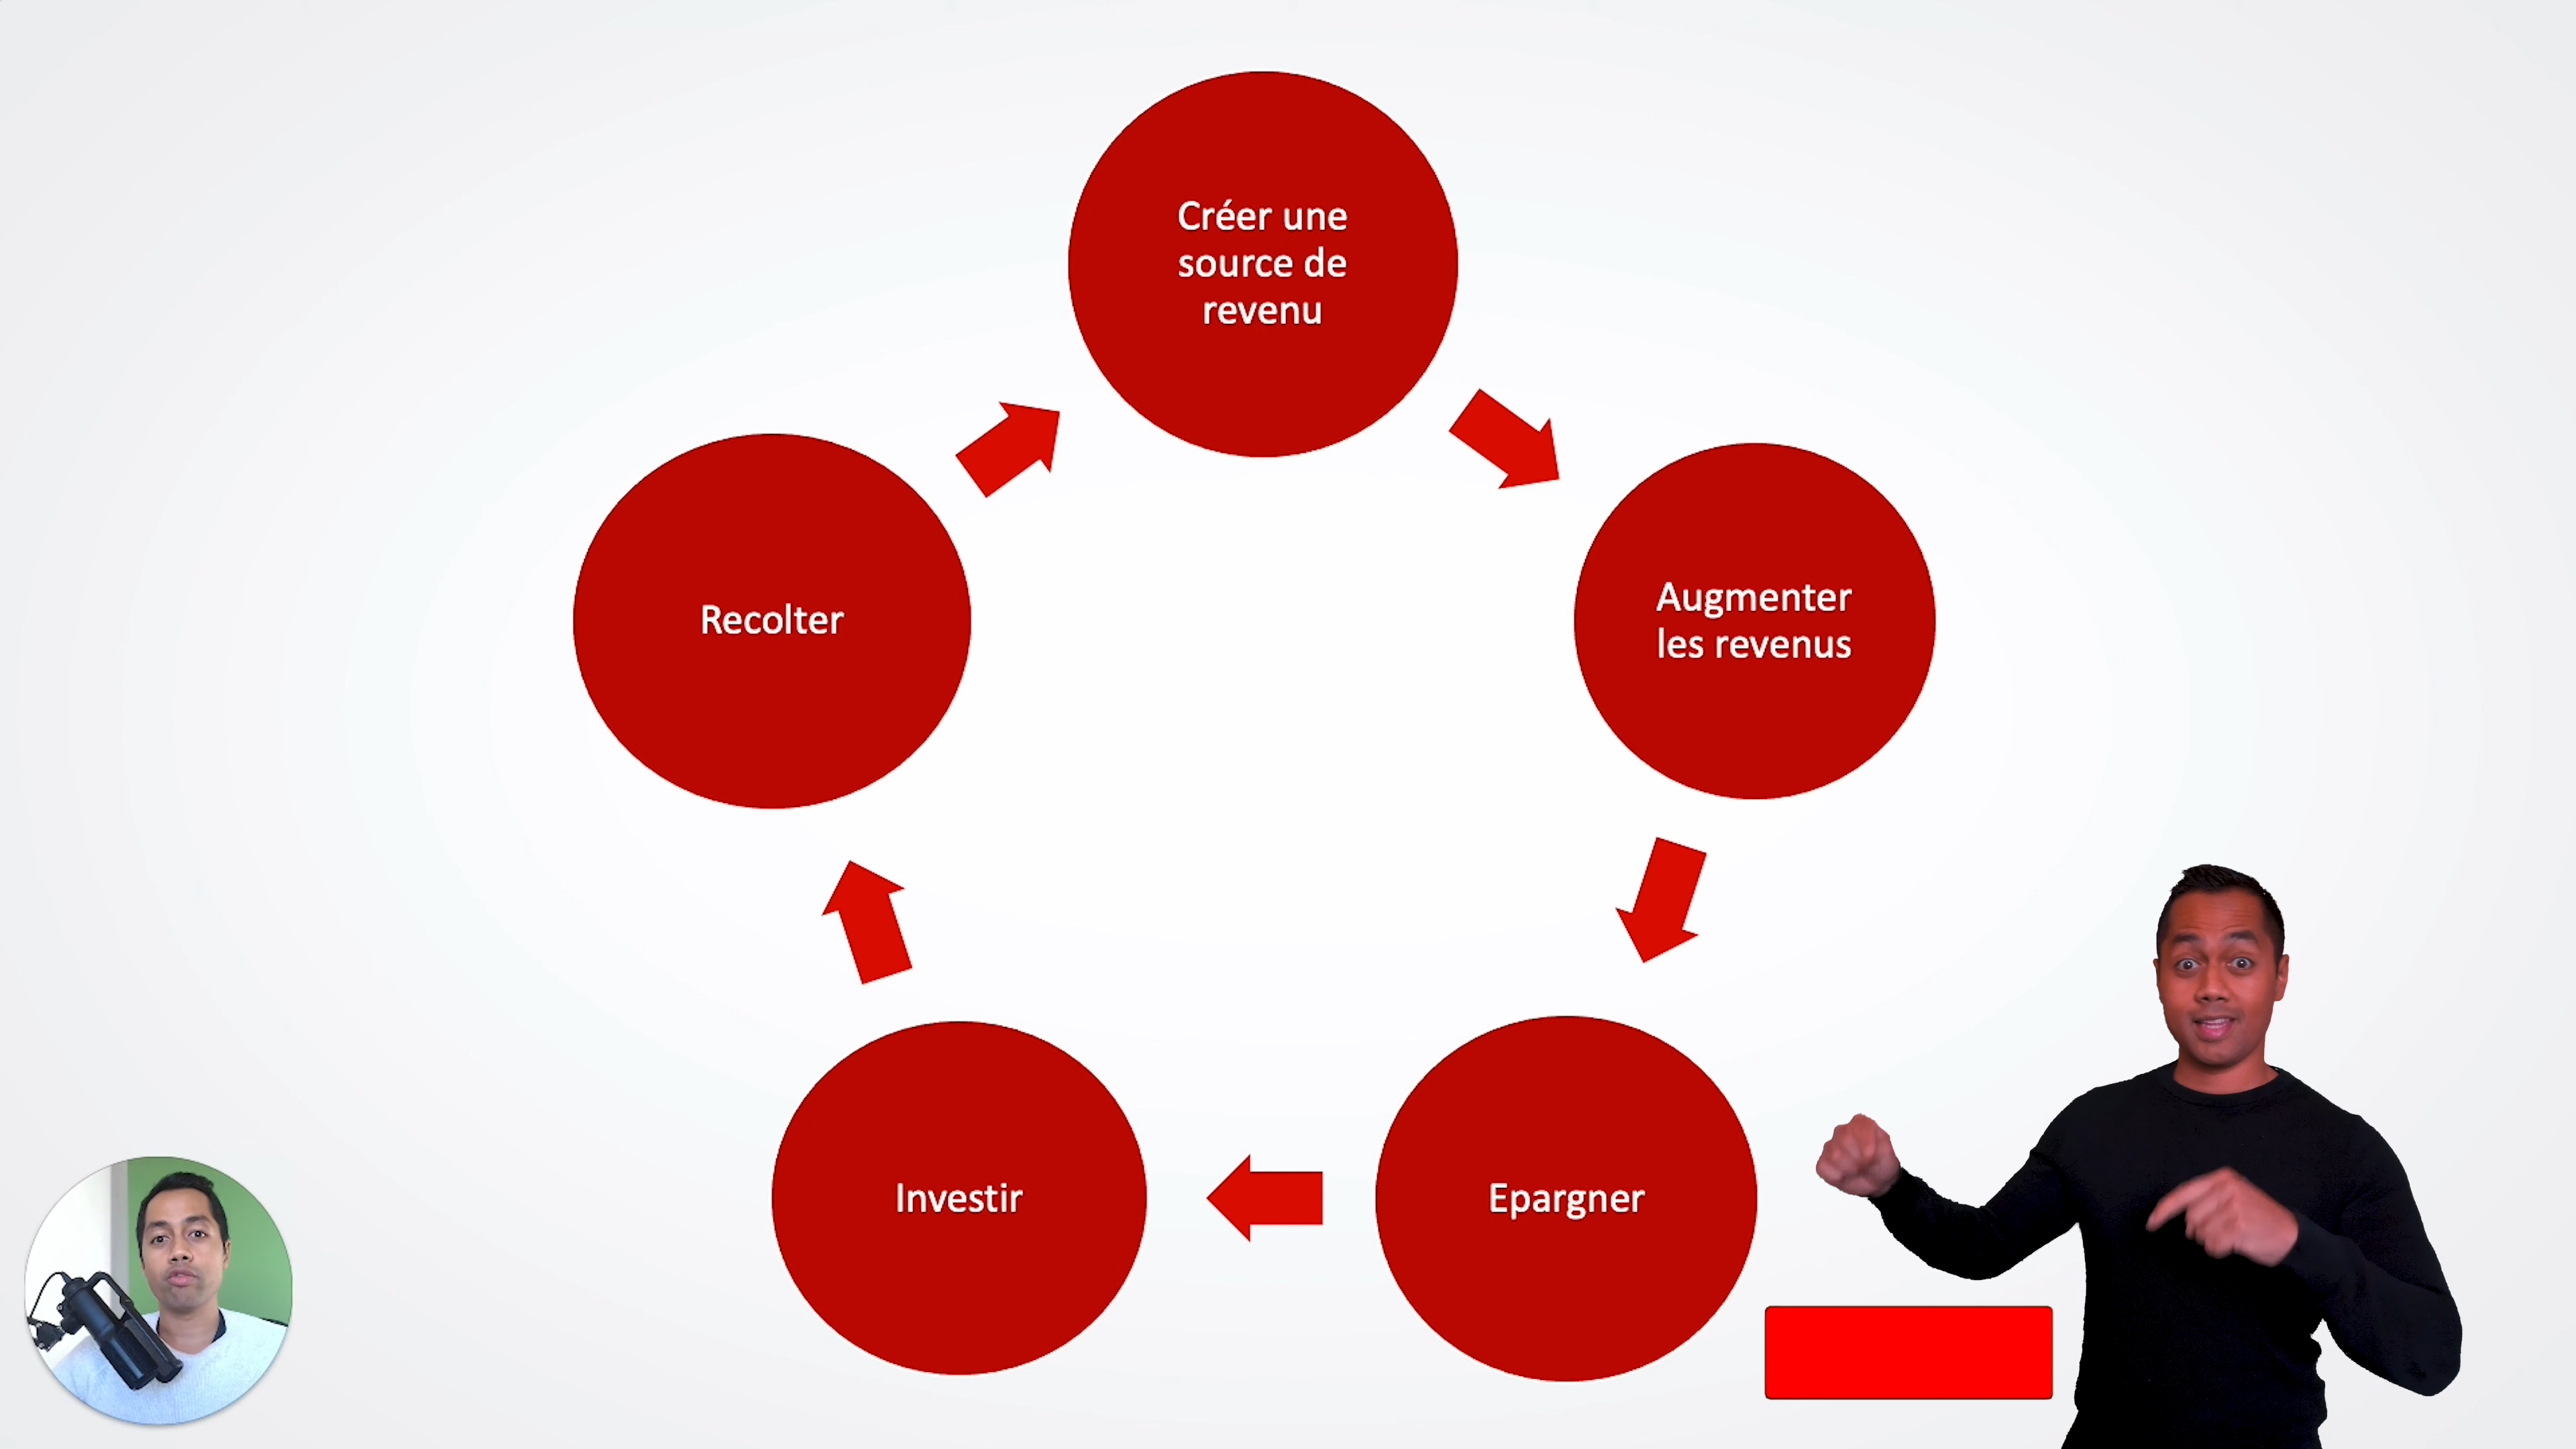 Créer une
source de
revenu
Augmenter
les revenus
Epargner
Investir
Recolter